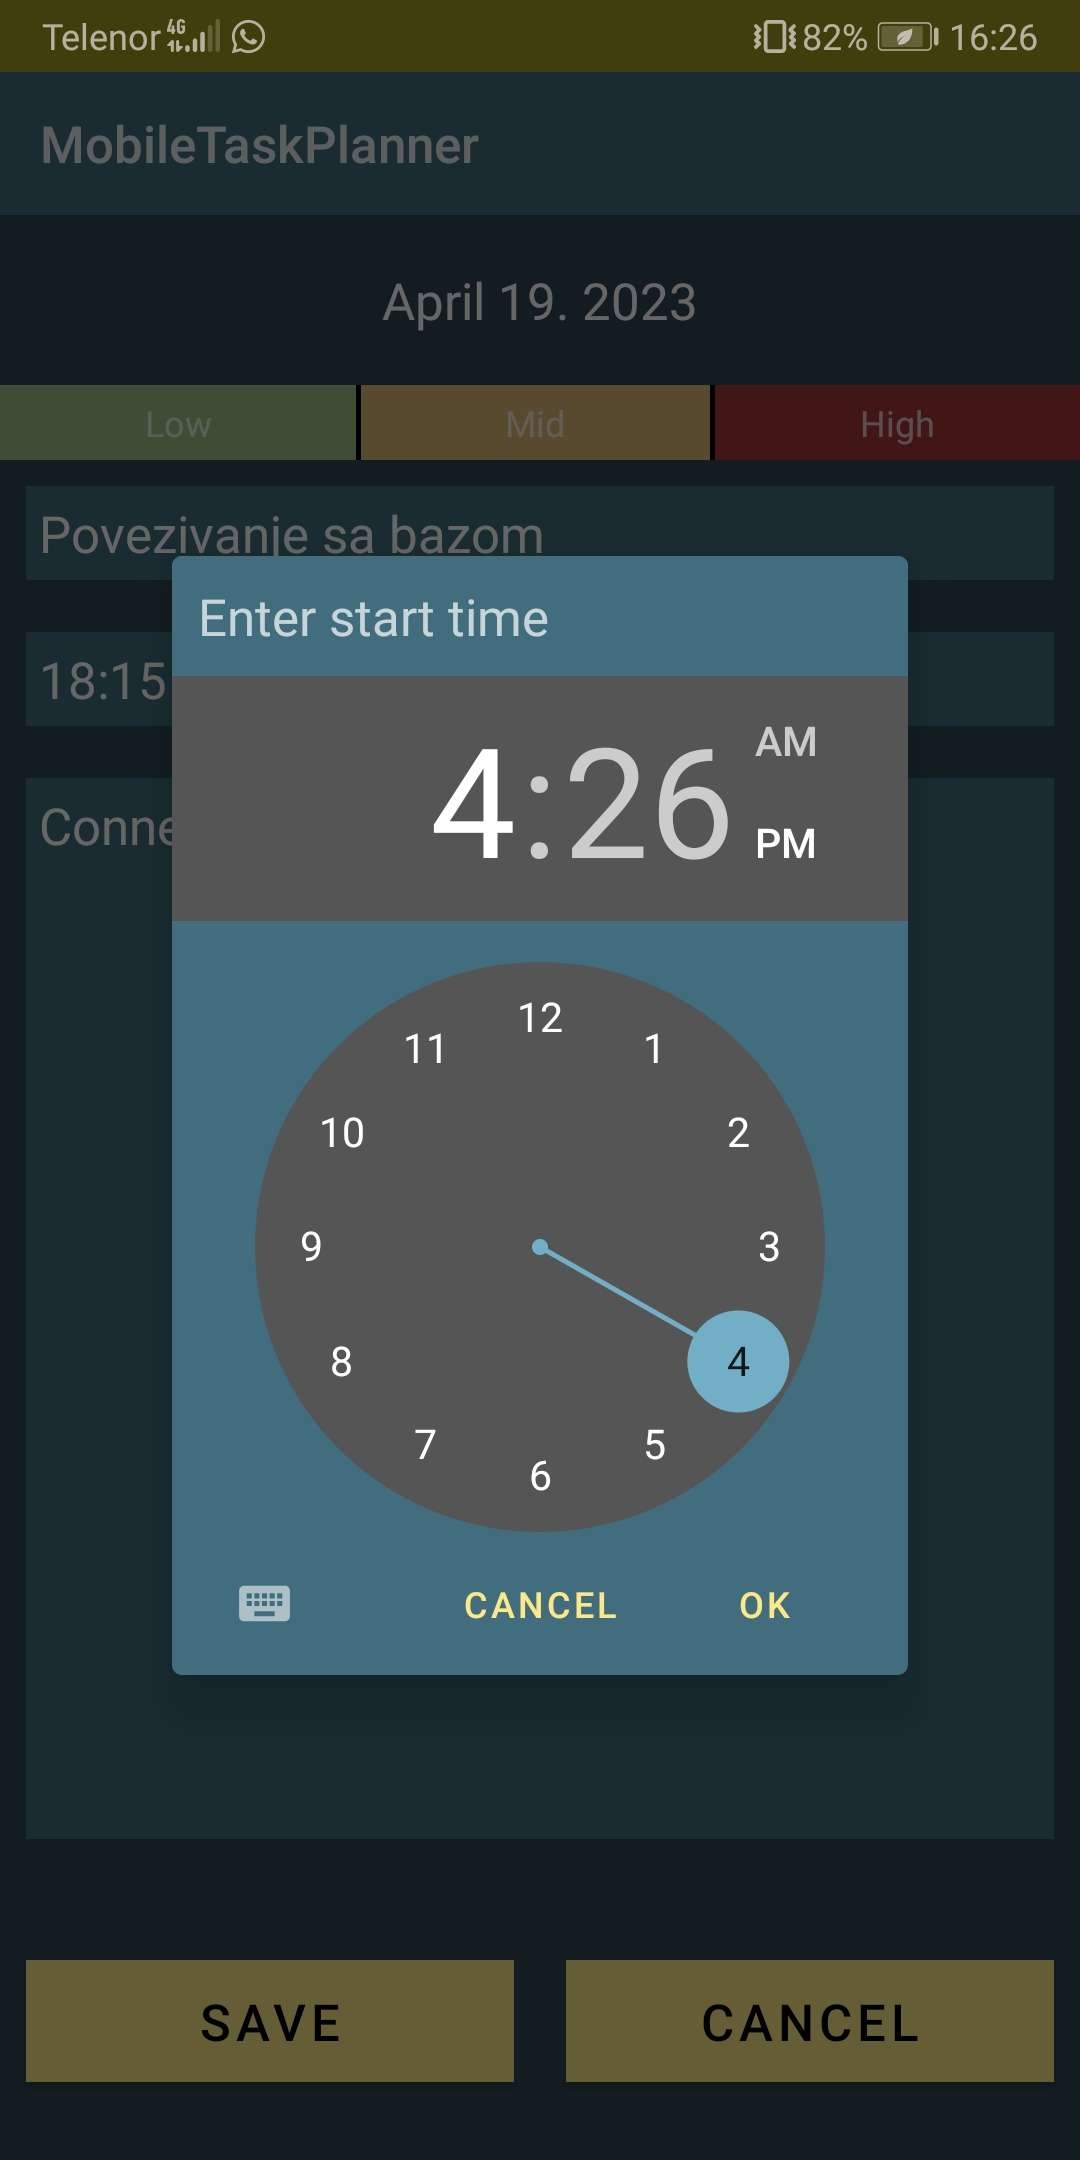 Telenor 4G 82% 16:26
MobileTaskPlanner
April 19. 2023
Low Mid High
Povezivanje sa bazom
Enter start time
18:15
4:26 AM
PM
Conne
12
11 1
10 2
9 3
8 4
7 5
6
CANCEL OK
SAVE CANCEL